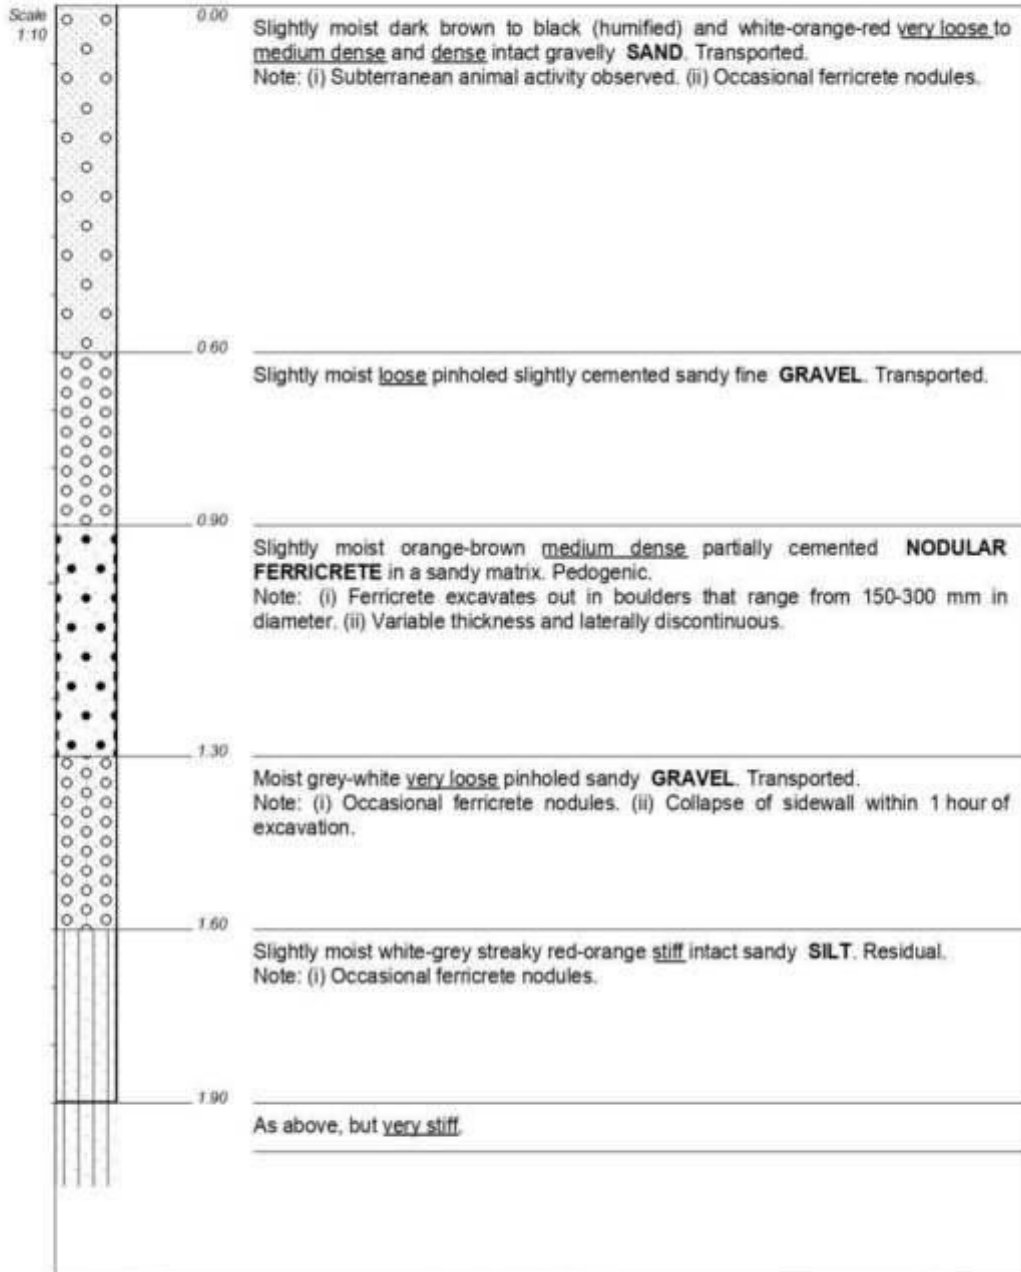 Scale
1:10
0.00
Slightly moist dark brown to black (humified) and white-orange-red very loose to
medium dense and dense intact gravelly SAND. Transported.
Note: (i) Subterranean animal activity observed. (ii) Occasional ferricrete nodules.
0.60
Slightly moist loose pinholed slightly cemented sandy fine GRAVEL. Transported.
0.90
Slightly moist orange-brown medium dense partially cemented NODULAR
FERRICRETE in a sandy matrix. Pedogenic.
Note: (i) Ferricrete excavates out in boulders that range from 150-300 mm in
diameter. (ii) Variable thickness and laterally discontinuous.
1.30
Moist grey-white very loose pinholed sandy GRAVEL. Transported.
Note: (i) Occasional ferricrete nodules. (ii) Collapse of sidewall within 1 hour of
excavation.
1.60
Slightly moist white-grey streaky red-orange stiff intact sandy SILT. Residual.
Note: (i) Occasional ferricrete nodules.
1.90
As above, but very stiff.